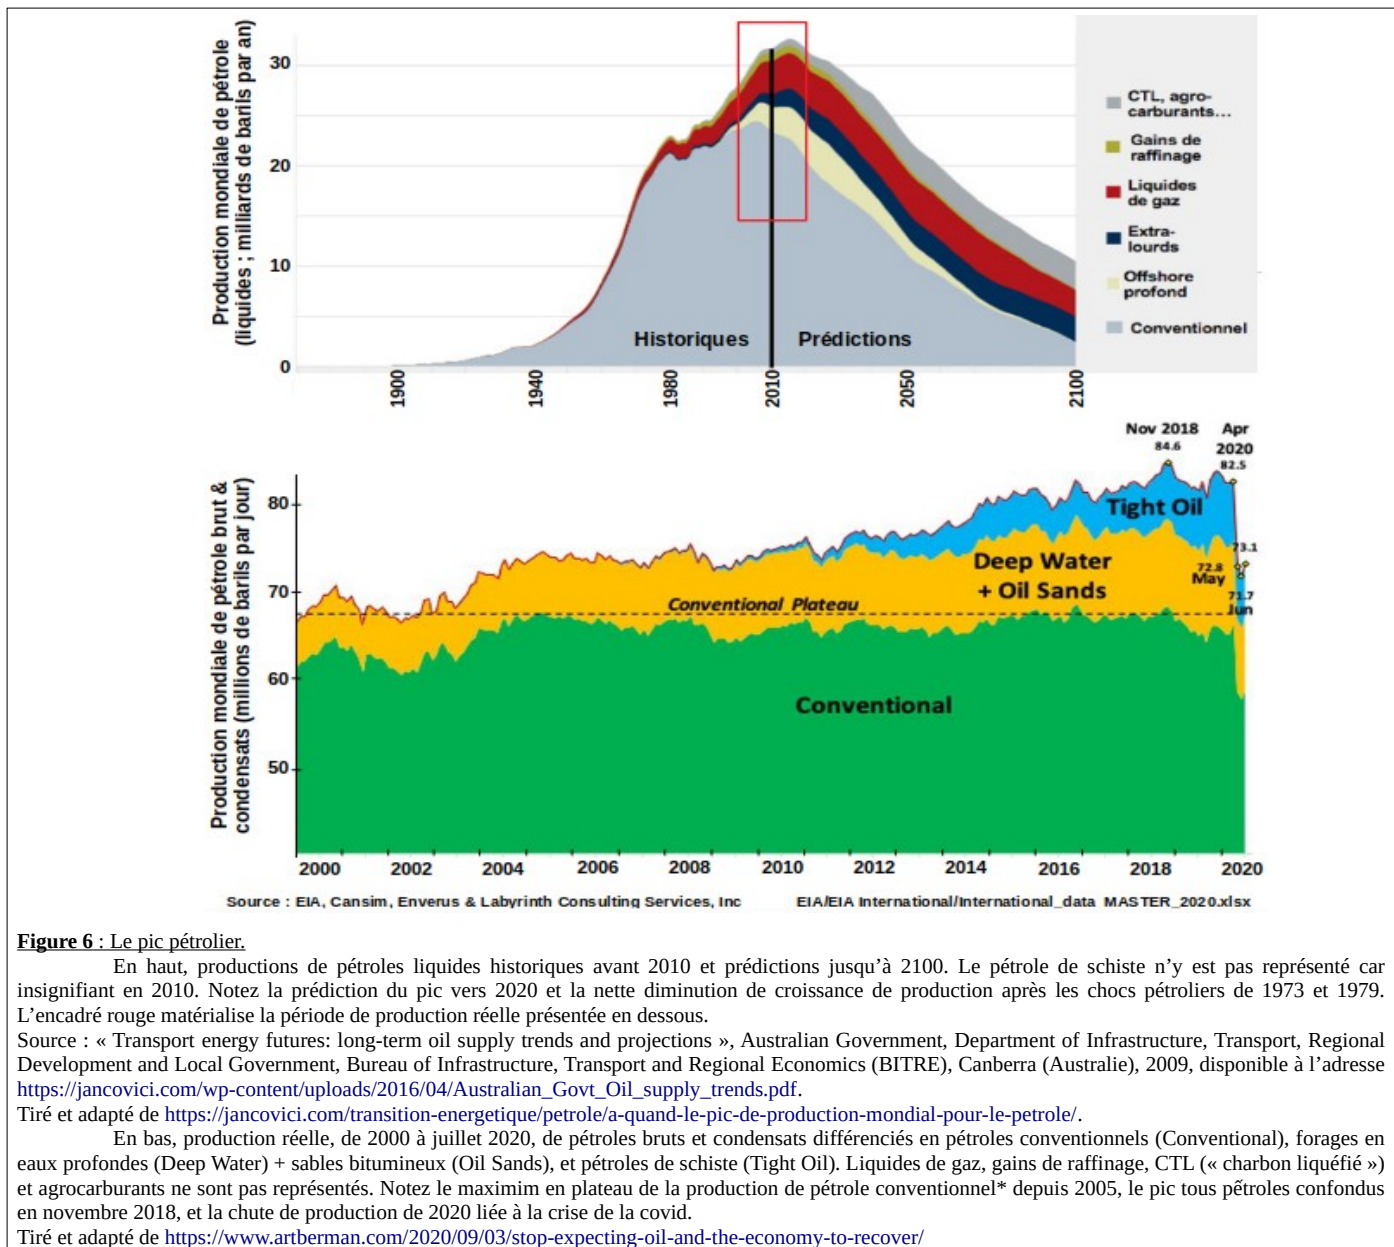 Production mondiale de pétrole
(liquides ; milliards de barils par an)
30
20
10
0
Historiques
Prédictions
1900
1940
1980
2010
2050
2100
CTL, agro-
carburants...
Gains de
raffinage
Liquides
de gaz
Extra-
lourds
Offshore
profond
Conventionnel
Production mondiale de pétrole brut &
condensats (millions de barils par jour)
80
70
60
50
Nov 2018
84.6
Apr
2020
82.5
Tight Oil
Deep Water
+ Oil Sands
73.1
72.8
May
71.7
Jun
Conventional Plateau
Conventional
2000
2002
2004
2006
2008
2010
2012
2014
2016
2018
2020
Source : EIA, Cansim, Enverus & Labyrinth Consulting Services, Inc
EIA/EIA International/International_data MASTER_2020.xlsx
Figure 6 : Le pic pétrolier.
En haut, productions de pétroles liquides historiques avant 2010 et prédictions jusqu’à 2100. Le pétrole de schiste n’y est pas représenté car
insignifiant en 2010. Notez la prédiction du pic vers 2020 et la nette diminution de croissance de production après les chocs pétroliers de 1973 et 1979.
L’encadré rouge matérialise la période de production réelle présentée en dessous.
Source : « Transport energy futures: long-term oil supply trends and projections », Australian Government, Department of Infrastructure, Transport, Regional
Development and Local Government, Bureau of Infrastructure, Transport and Regional Economics (BITRE), Canberra (Australie), 2009, disponible à l’adresse
https://jancovici.com/wp-content/uploads/2016/04/Australian_Govt_Oil_supply_trends.pdf.
Tiré et adapté de https://jancovici.com/transition-energetique/petrole/a-quand-le-pic-de-production-mondial-pour-le-petrole/.
En bas, production réelle, de 2000 à juillet 2020, de pétroles bruts et condensats différenciés en pétroles conventionnels (Conventional), forages en
eaux profondes (Deep Water) + sables bitumineux (Oil Sands), et pétroles de schiste (Tight Oil). Liquides de gaz, gains de raffinage, CTL (« charbon liquéfié »)
et agrocarburants ne sont pas représentés. Notez le maximim en plateau de la production de pétrole conventionnel* depuis 2005, le pic tous pétroles confondus
en novembre 2018, et la chute de production de 2020 liée à la crise de la covid.
Tiré et adapté de https://www.artberman.com/2020/09/03/stop-expecting-oil-and-the-economy-to-recover/